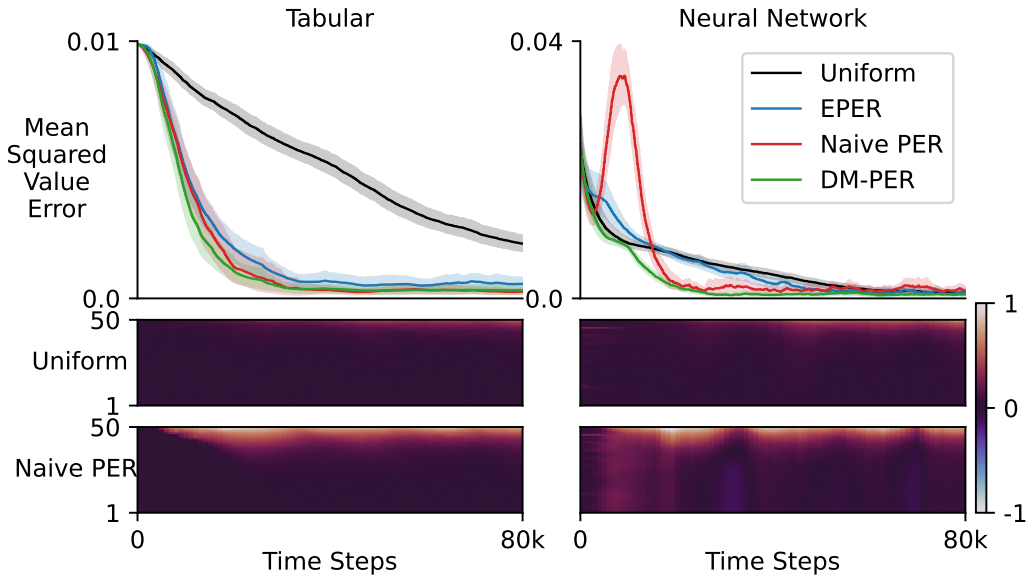 Tabular
Neural Network
0.01
0.04
Mean
Squared
Value
Error
Uniform
EPER
Naive PER
DM-PER
0.0
0.0
50
Uniform
1
50
Naive PER
1
1
0
-1
0
80k
0
80k
Time Steps
Time Steps